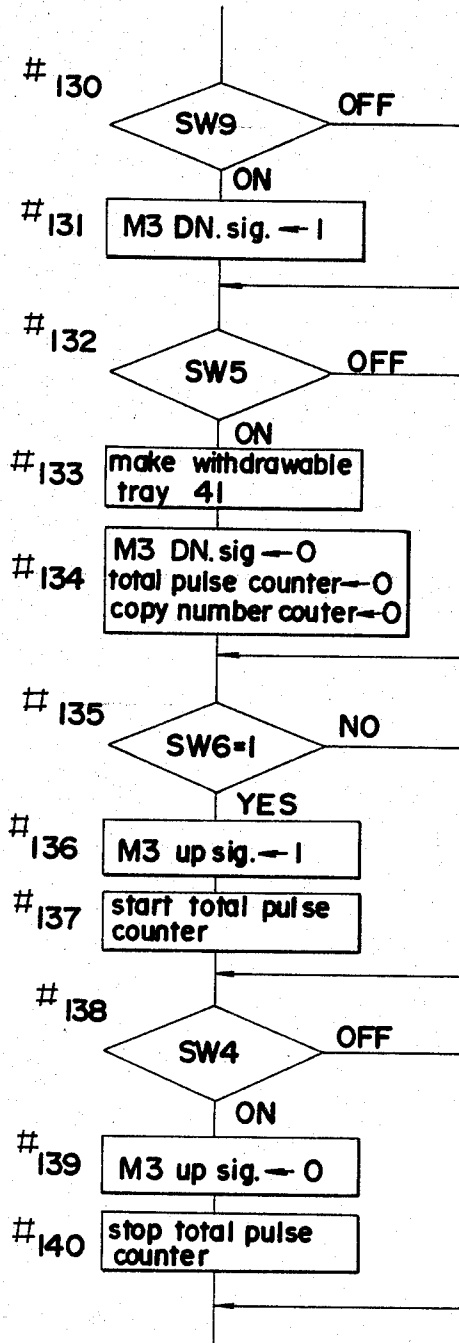 #130
SW9
OFF
ON
#131
M3 DN. sig. ← 1
#132
SW5
OFF
ON
#133
make withdrawable
tray 41
#134
M3 DN. sig ← 0
total pulse counter ← 0
copy number couter ← 0
#135
SW6=1
NO
YES
#136
M3 up sig. ← 1
#137
start total pulse
counter
#138
SW4
OFF
ON
#139
M3 up sig. ← 0
#140
stop total pulse
counter